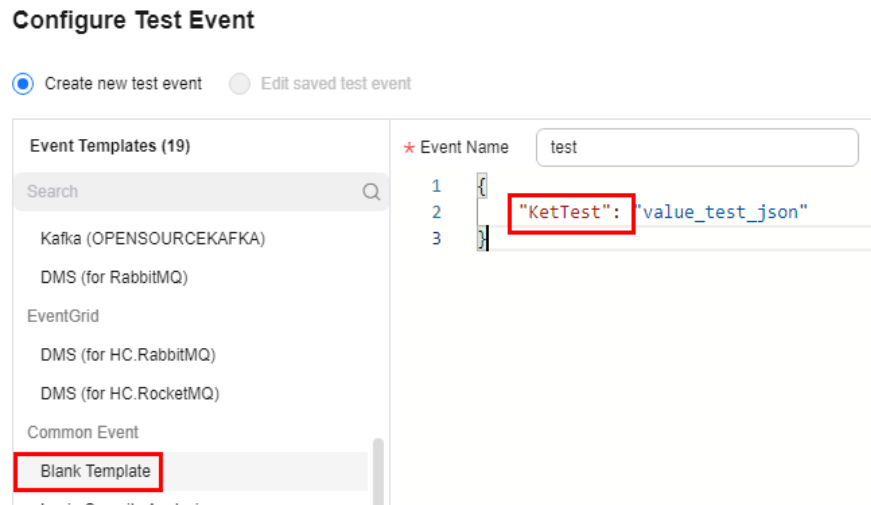 Configure Test Event
Create new test event Edit saved test event
Event Templates (19)
Search
Kafka (OPENSOURCEKAFKA)
DMS (for RabbitMQ)
EventGrid
DMS (for HC.RabbitMQ)
DMS (for HC.RocketMQ)
Common Event
Blank Template
* Event Name test
1 {
2 "KetTest": "value_test_json"
3 }